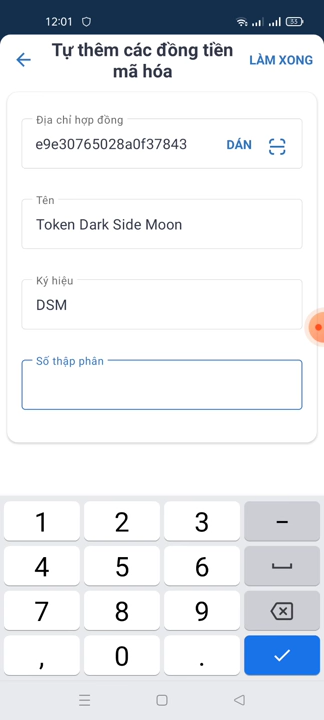 12:01
53
Tự thêm các đồng tiền
mã hóa
LÀM XONG
Địa chỉ hợp đồng
e9e30765028a0f37843
DÁN
Tên
Token Dark Side Moon
Ký hiệu
DSM
Số thập phân
1 2 3 –
4 5 6
7 8 9
, 0 .